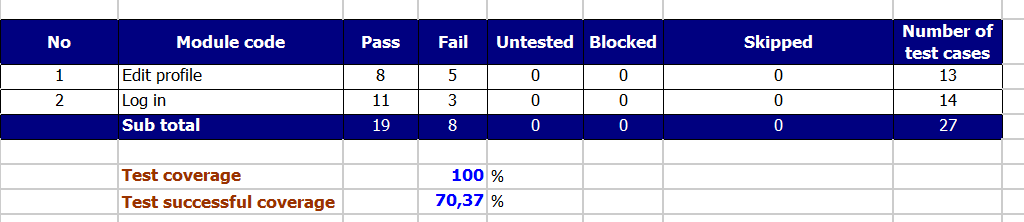 No Module code Pass Fail Untested Blocked Skipped Number of test cases
1 Edit profile 8 5 0 0 0 13
2 Log in 11 3 0 0 0 14
Sub total 19 8 0 0 0 27
Test coverage 100 %
Test successful coverage 70,37 %